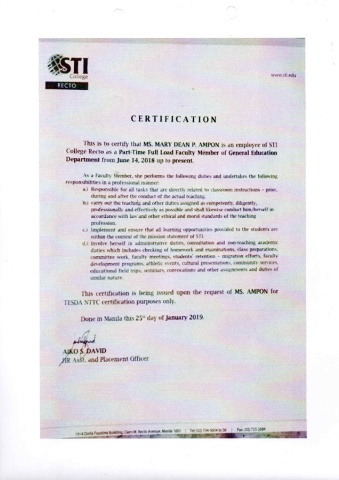 STI
College
RECTO
www.sti.edu
CERTIFICATION
This is to certify that MS. MARY DEAN P. AMPON is an employee of STI
College Recto as a Part-Time Full Load Faculty Member of General Education
Department from June 14, 2018 up to present.
As a Faculty Member, she performs the following duties and undertakes the following
responsibilities in a professional manner:
a.) Responsible for all tasks that are directly related to classroom instructions - prior,
during and after the conduct of the actual teaching.
b.) carry out the teaching and other duties assigned as competently, diligently,
professionally and effectively as possible and shall likewise conduct him/herself in
accordance with law and other ethical and moral standards of the teaching
profession.
c.) Implement and ensure that all learning opportunities provided to the students are
within the context of the mission statement of STI.
d.) Involve herself in administrative duties, consultation and non-teaching academic
duties which includes checking of homework and examinations, class preparations,
committee work, faculty meetings, students' retention - migration efforts, faculty
development programs, athletic events, cultural presentations, community services,
educational field trips, seminars, convocations and other assignments and duties of
similar nature.
This certification is being issued upon the request of MS. AMPON for
TESDA NTTC certification purposes only.
Done in Manila this 25th day of January 2019.
AIKO S. DAVID
HR Asst. and Placement Officer
Building, Claro M. Recto Avenue, Manila